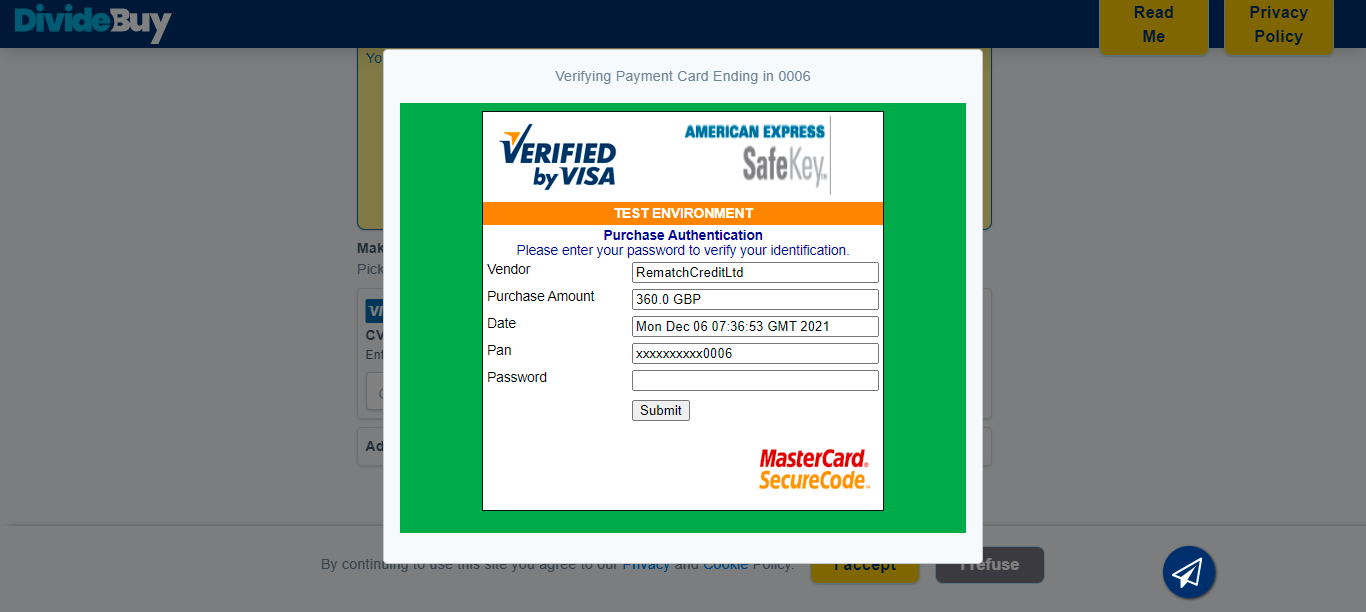 DivideBuy
Read
Me
Privacy
Policy
Yo
Verifying Payment Card Ending in 0006
VERIFIED
by VISA
AMERICAN EXPRESS
SafeKey
TEST ENVIRONMENT
Purchase Authentication
Please enter your password to verify your identification.
Vendor RematchCreditLtd
Purchase Amount 360.0 GBP
Date Mon Dec 06 07:36:53 GMT 2021
Pan xxxxxxxxxx0006
Password
Submit
MasterCard®
SecureCode™
Mak
Pick
VI
CV
Ent
Ad
By continuing to use this site you agree to our Privacy and Cookie Policy.
I accept
I refuse